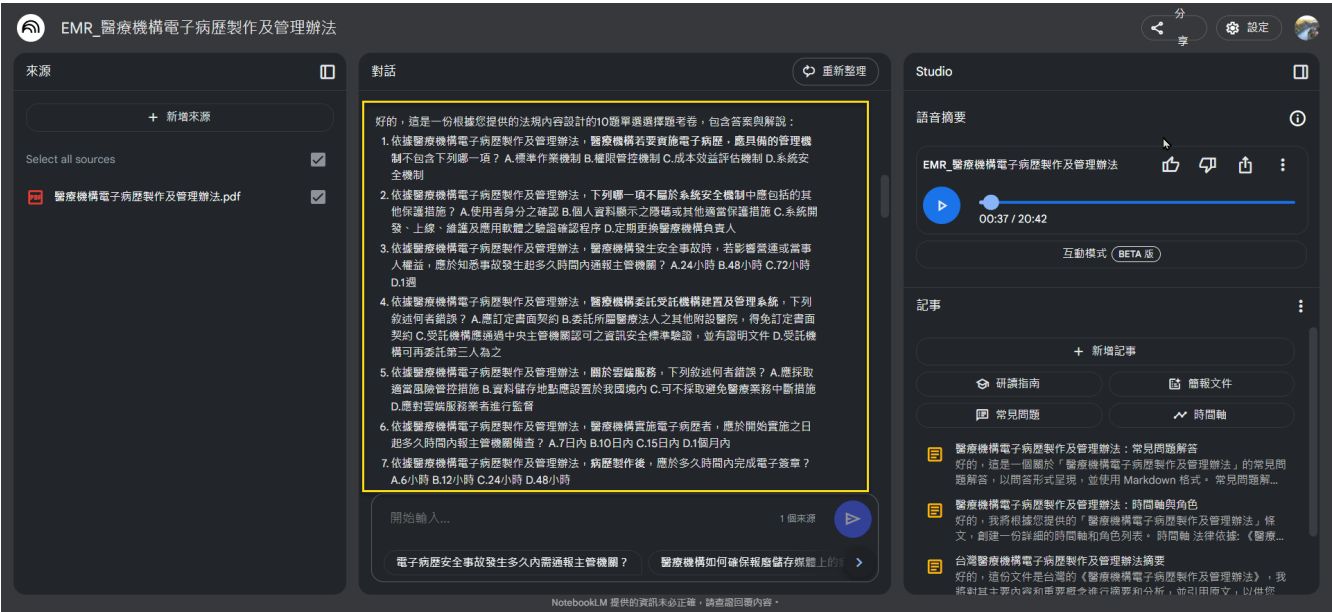 EMR_醫療機構電子病歷製作及管理辦法
分享
設定
來源
+ 新增來源
Select all sources
PDF
醫療機構電子病歷製作及管理辦法.pdf
對話
重新整理
好的，這是一份根據您提供的法規內容設計的10題單選選擇題考卷，包含答案與解說：
1. 依據醫療機構電子病歷製作及管理辦法，醫療機構若要實施電子病歷，應具備的管理機
制不包含下列哪一項？ A.標準作業機制 B.權限管控機制 C.成本效益評估機制 D.系統安
全機制
2. 依據醫療機構電子病歷製作及管理辦法，下列哪一項不屬於系統安全機制中應包括的其
他保護措施？ A.使用者身分之確認 B.個人資料顯示之隱碼或其他適當保護措施 C.系統開
發、上線、維護及應用軟體之驗證確認程序 D.定期更換醫療機構負責人
3. 依據醫療機構電子病歷製作及管理辦法，醫療機構發生安全事故時，若影響營運或當事
人權益，應於知悉事故發生起多久時間內通報主管機關？ A.24小時 B.48小時 C.72小時
D.1週
4. 依據醫療機構電子病歷製作及管理辦法，醫療機構委託受託機構建置及管理系統，下列
敘述何者錯誤？ A.應訂定書面契約 B.委託所屬醫療法人之其他附設醫院，得免訂定書面
契約 C.受託機構應通過中央主管機關認可之資訊安全標準驗證，並有證明文件 D.受託機
構可再委託第三人為之
5. 依據醫療機構電子病歷製作及管理辦法，關於雲端服務，下列敘述何者錯誤？ A.應採取
適當風險管控措施 B.資料儲存地點應設置於我國境內 C.可不採取避免醫療業務中斷措施
D.應對雲端服務業者進行監督
6. 依據醫療機構電子病歷製作及管理辦法，醫療機構實施電子病歷者，應於開始實施之日
起多久時間內報主管機關備查？ A.7日內 B.10日內 C.15日內 D.1個月內
7. 依據醫療機構電子病歷製作及管理辦法，病歷製作後，應於多久時間內完成電子簽章？
A.6小時 B.12小時 C.24小時 D.48小時
開始輸入...
1 個來源
電子病歷安全事故發生多久內需通報主管機關？
醫療機構如何確保報廢儲存媒體上的
NotebookLM 提供的資訊未必正確，請查證回覆內容。
Studio
語音摘要
EMR_醫療機構電子病歷製作及管理辦法
00:37 / 20:42
互動模式 BETA 版
記事
+ 新增記事
研讀指南
簡報文件
常見問題
時間軸
醫療機構電子病歷製作及管理辦法：常見問題解答
好的，這是一個關於「醫療機構電子病歷製作及管理辦法」的常見問
題解答，以問答形式呈現，並使用 Markdown 格式。 常見問題解...
醫療機構電子病歷製作及管理辦法：時間軸與角色
好的，我將根據您提供的「醫療機構電子病歷製作及管理辦法」條
文，創建一份詳細的時間軸和角色列表。 時間軸 法律依據: 《醫療...
台灣醫療機構電子病歷製作及管理辦法摘要
好的，這份文件是台灣的《醫療機構電子病歷製作及管理辦法》，我
將對其主要內容和重要概念進行摘要和分析，並引用原文，以供您